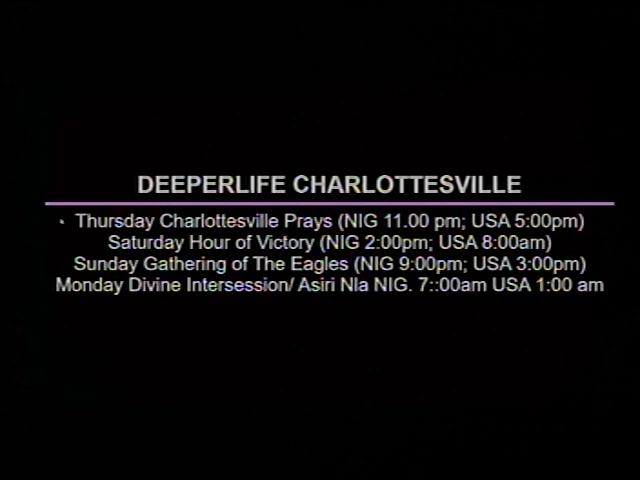 DEEPERLIFE CHARLOTTESVILLE
Thursday Charlottesville Prays (NIG 11.00 pm; USA 5:00pm)
Saturday Hour of Victory (NIG 2:00pm; USA 8:00am)
Sunday Gathering of The Eagles (NIG 9:00pm; USA 3:00pm)
Monday Divine Intersession/ Asiri Nla NIG. 7::00am USA 1:00 am